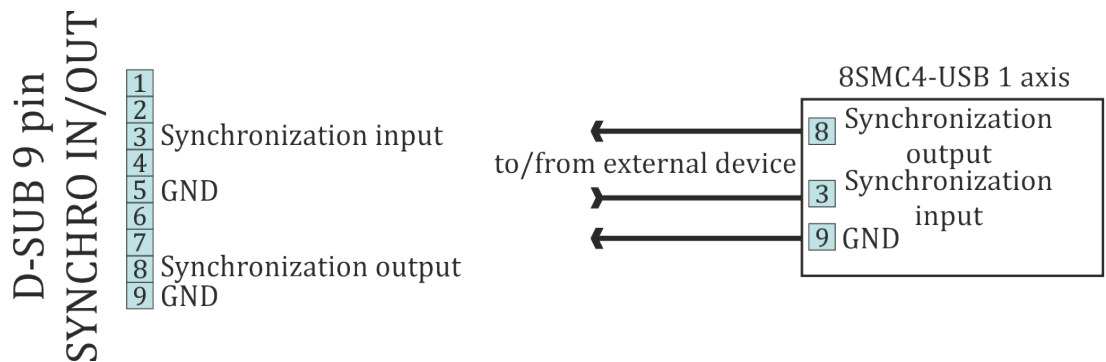 D-SUB 9 pin
SYNCHRO IN/OUT
1
2
3 Synchronization input
4
5 GND
6
7
8 Synchronization output
9 GND
8SMC4-USB 1 axis
8 Synchronization
output
to/from external device
3 Synchronization
input
9 GND